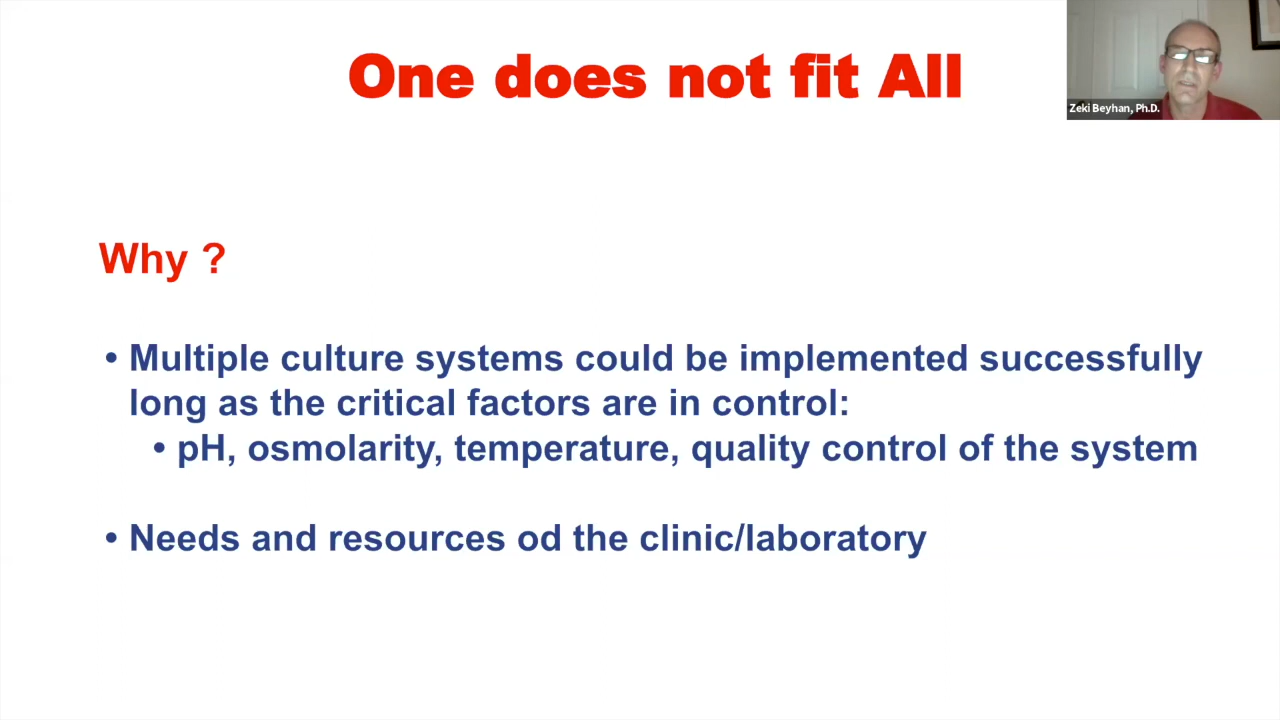 One does not fit All
Zeki Beyhan, Ph.D.
Why ?
• Multiple culture systems could be implemented successfully
long as the critical factors are in control:
• pH, osmolarity, temperature, quality control of the system
• Needs and resources od the clinic/laboratory